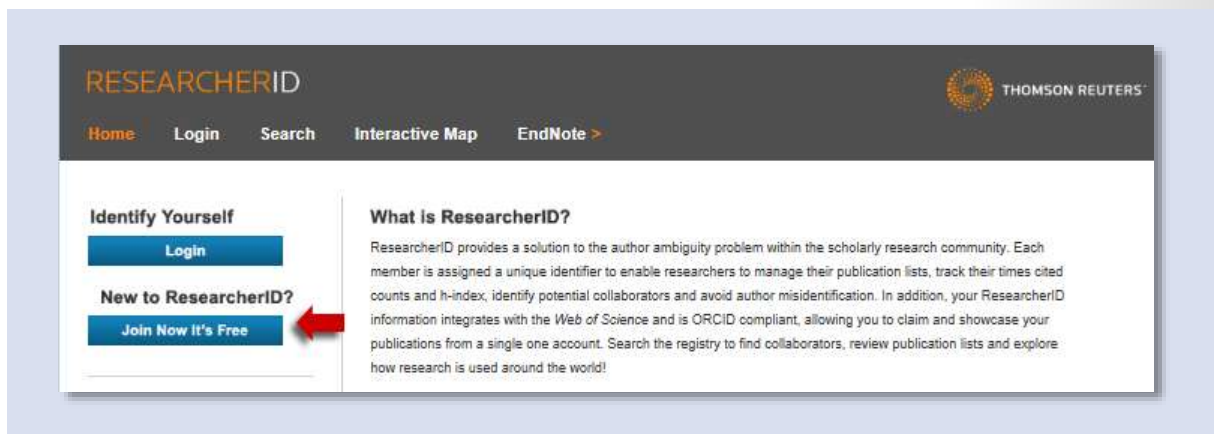 RESEARCHERID
THOMSON REUTERS
Home Login Search Interactive Map EndNote >
Identify Yourself
Login
New to ResearcherID?
Join Now It's Free
What is ResearcherID?
ResearcherID provides a solution to the author ambiguity problem within the scholarly research community. Each
member is assigned a unique identifier to enable researchers to manage their publication lists, track their times cited
counts and h-index, identify potential collaborators and avoid author misidentification. In addition, your ResearcherID
information integrates with the Web of Science and is ORCID compliant, allowing you to claim and showcase your
publications from a single one account. Search the registry to find collaborators, review publication lists and explore
how research is used around the world!